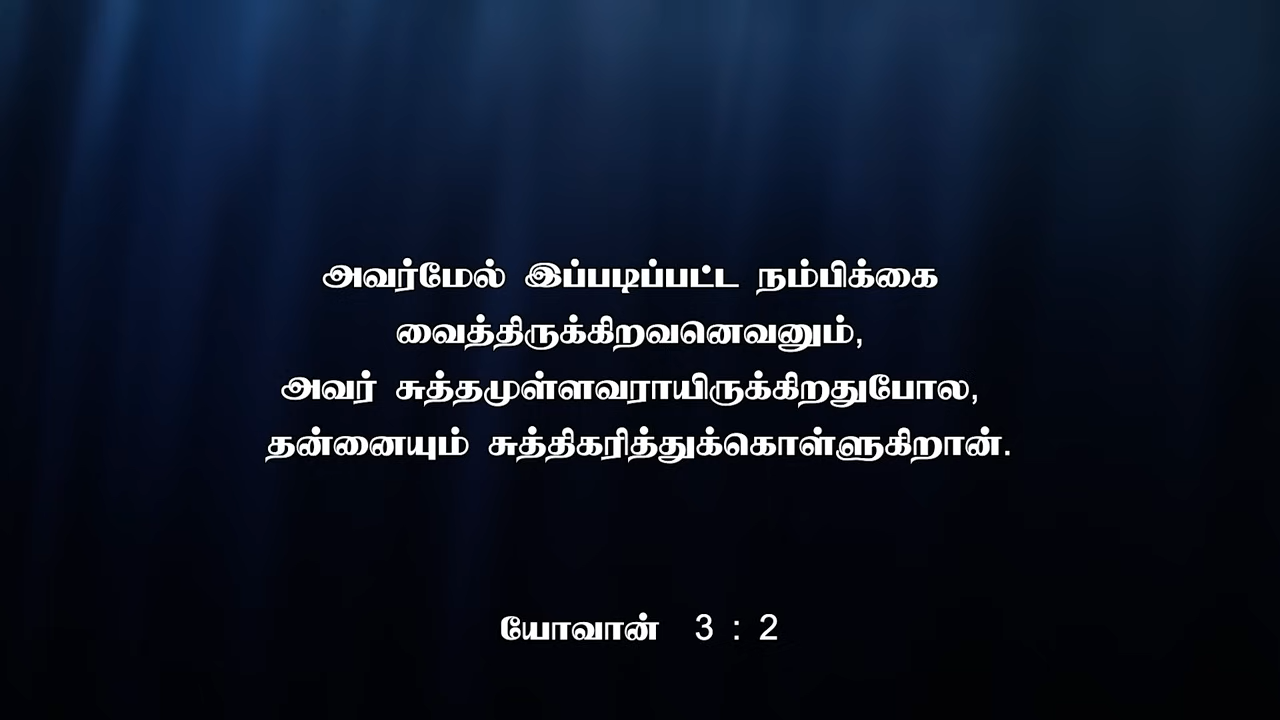 அவர்மேல் இப்படிப்பட்ட நம்பிக்கை
வைத்திருக்கிறவனெவனும்,
அவர் சுத்தமுள்ளவராயிருக்கிறதுபோல,
தன்னையும் சுத்திகரித்துக்கொள்ளுகிறான்.
யோவான் 3 : 2